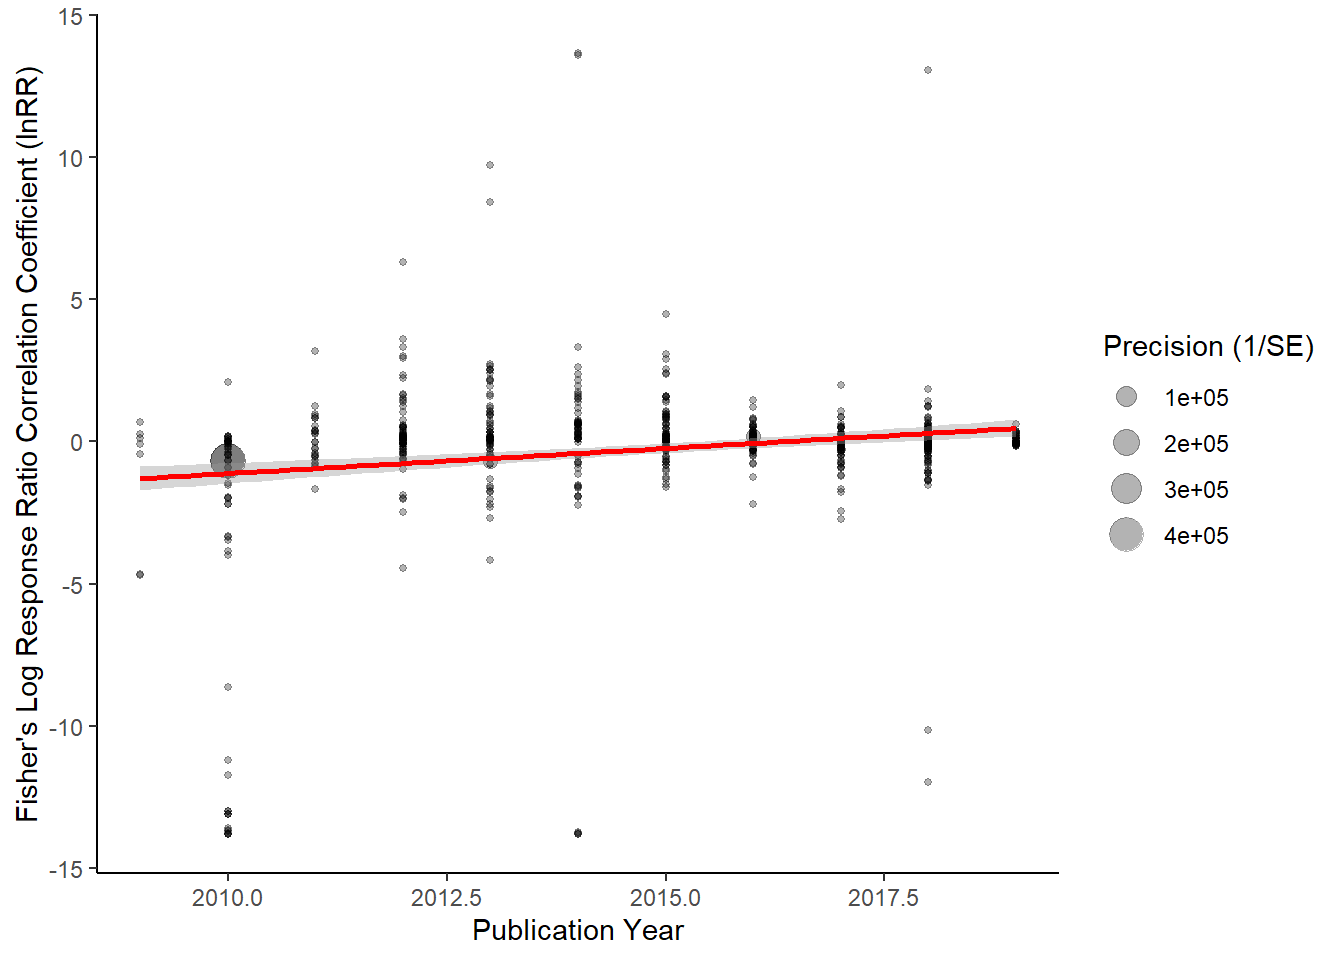 Fisher's Log Response Ratio Correlation Coefficient (lnRR)
15
10
5
0
-5
-10
-15
2010.0
2012.5
2015.0
2017.5
Publication Year
Precision (1/SE)
1e+05
2e+05
3e+05
4e+05